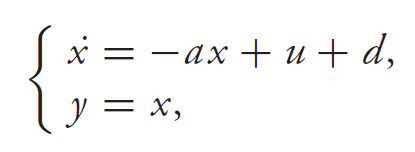 ẋ = −ax + u + d,
y = x,